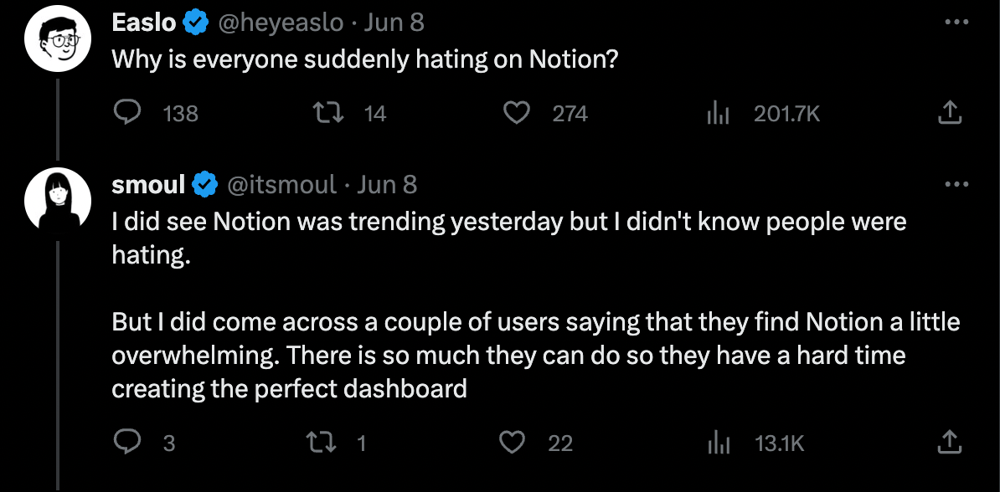 Easlo @heyeaslo · Jun 8
Why is everyone suddenly hating on Notion?
138 14 274 201.7K
smoul @itsmoul · Jun 8
I did see Notion was trending yesterday but I didn't know people were
hating.
But I did come across a couple of users saying that they find Notion a little
overwhelming. There is so much they can do so they have a hard time
creating the perfect dashboard
3 1 22 13.1K